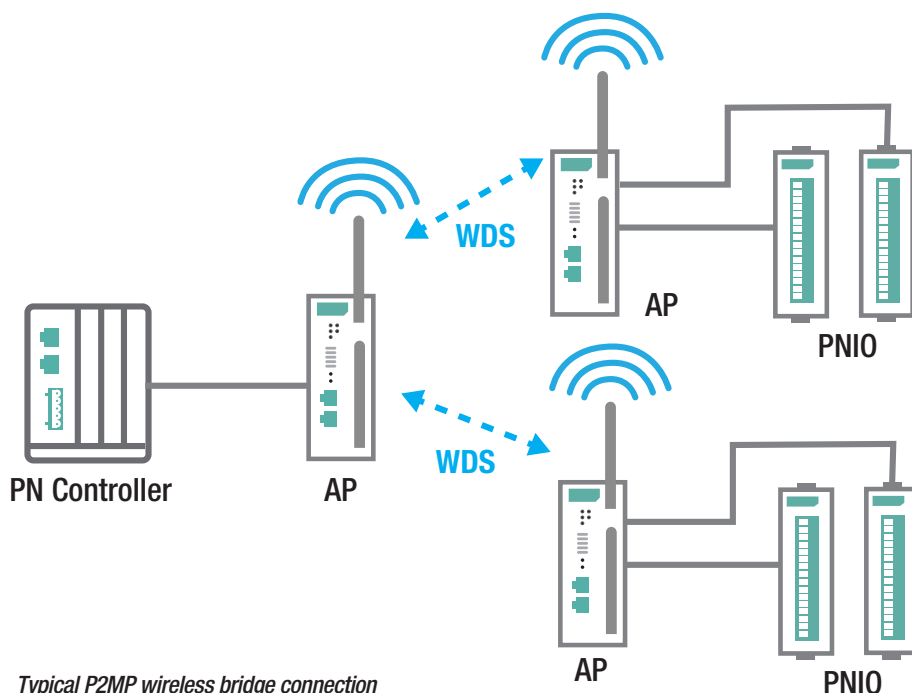 WDS
AP
PNIO
PN Controller
AP
WDS
AP
PNIO
Typical P2MP wireless bridge connection